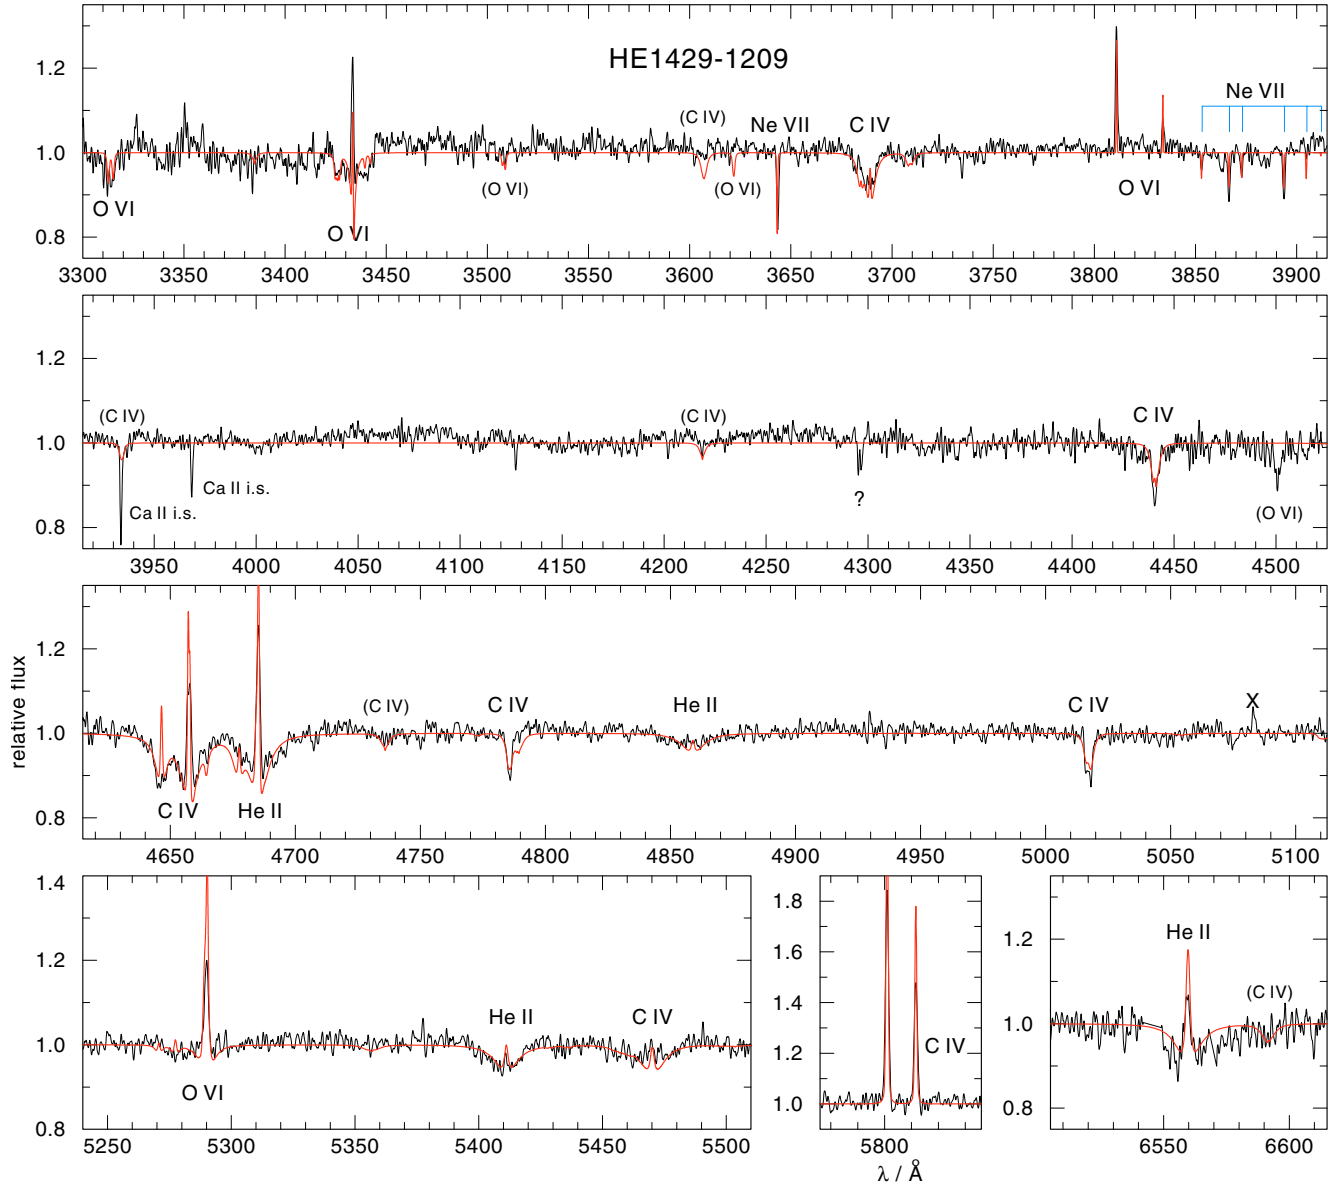 HE1429-1209
1.2
1.0
0.8
Ne VII
(C IV)
Ne VII
C IV
(O VI)
(O VI)
O VI
O VI
O VI
3300 3350 3400 3450 3500 3550 3600 3650 3700 3750 3800 3850 3900
1.2
1.0
0.8
(C IV)
(C IV)
C IV
Ca II i.s.
Ca II i.s.
?
(O VI)
3950 4000 4050 4100 4150 4200 4250 4300 4350 4400 4450 4500
relative flux
1.2
1.0
0.8
(C IV)
C IV
He II
C IV
X
C IV
He II
4650 4700 4750 4800 4850 4900 4950 5000 5050 5100
1.4
1.2
1.0
0.8
He II
C IV
O VI
5250 5300 5350 5400 5450 5500
1.8
1.6
1.4
1.2
1.0
C IV
5800
λ / Å
1.2
1.0
0.8
He II
(C IV)
6550 6600